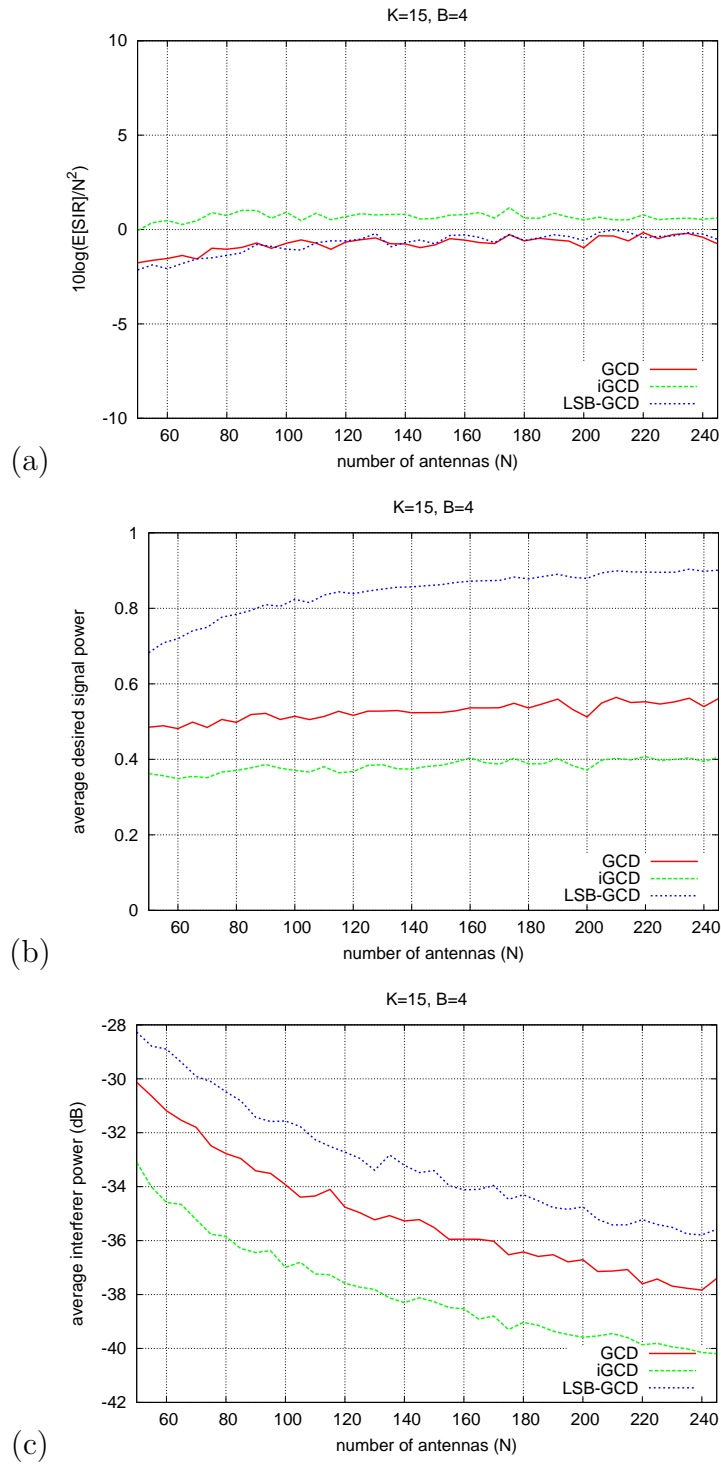 K=15, B=4
10
5
0
-5
-10
10log(E[SIR]/N²]
GCD
iGCD
LSB-GCD
60 80 100 120 140 160 180 200 220 240
number of antennas (N)
(a)
K=15, B=4
1
0.8
0.6
0.4
0.2
0
average desired signal power
GCD
iGCD
LSB-GCD
60 80 100 120 140 160 180 200 220 240
number of antennas (N)
(b)
K=15, B=4
-28
-30
-32
-34
-36
-38
-40
-42
average interferer power (dB)
GCD
iGCD
LSB-GCD
60 80 100 120 140 160 180 200 220 240
number of antennas (N)
(c)